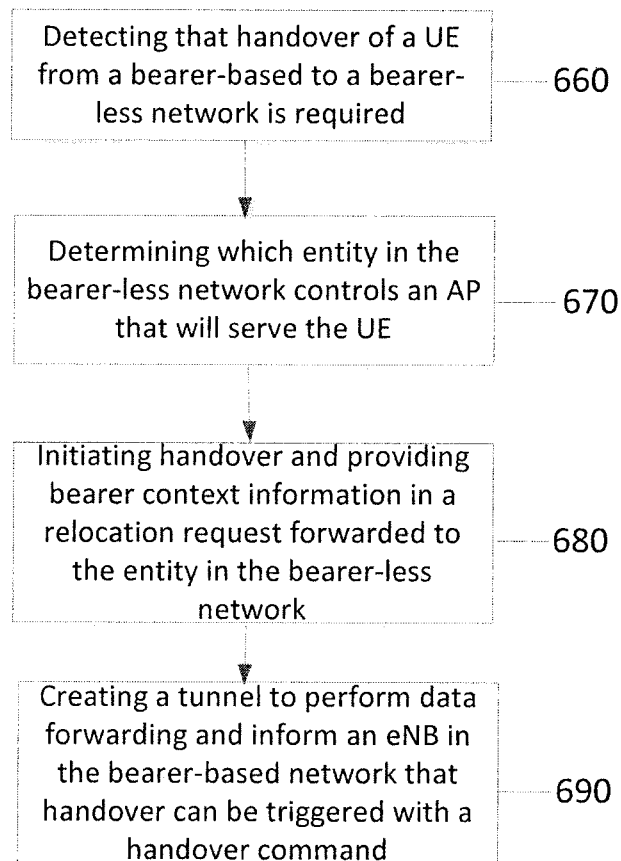 Detecting that handover of a UE
from a bearer-based to a bearer-
less network is required
660
Determining which entity in the
bearer-less network controls an AP
that will serve the UE
670
Initiating handover and providing
bearer context information in a
relocation request forwarded to
the entity in the bearer-less
network
680
Creating a tunnel to perform data
forwarding and inform an eNB in
the bearer-based network that
handover can be triggered with a
handover command
690